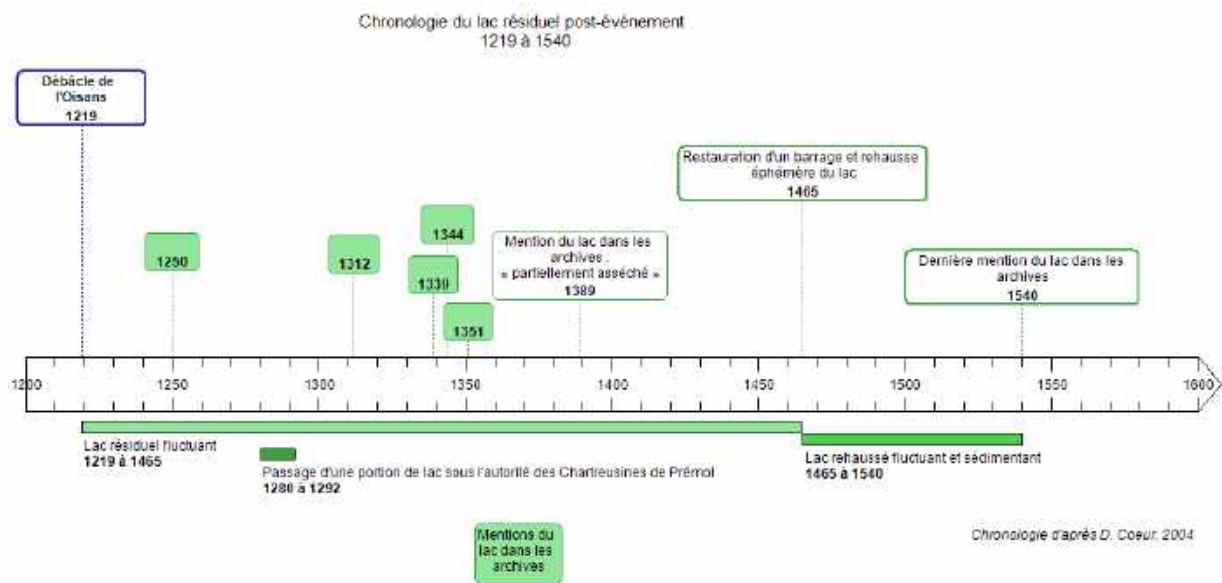 Chronologie du lac résiduel post-évènement
1219 à 1540
Débâcle de
l'Oisans
1219
1250
1312
1339
1344
1351
Mention du lac dans les
archives :
« partiellement asséché »
1389
Restauration d'un barrage et rehausse
éphémère du lac
1465
Dernière mention du lac dans les
archives
1540
1200
1250
1300
1350
1400
1450
1500
1550
1600
Lac résiduel fluctuant
1219 à 1465
Passage d'une portion de lac sous l'autorité des Chartreusines de Prémol
1280 à 1292
Lac rehaussé fluctuant et sédimentant
1465 à 1540
Mentions du
lac dans les
archives
Chronologie d'après D. Coeur, 2004